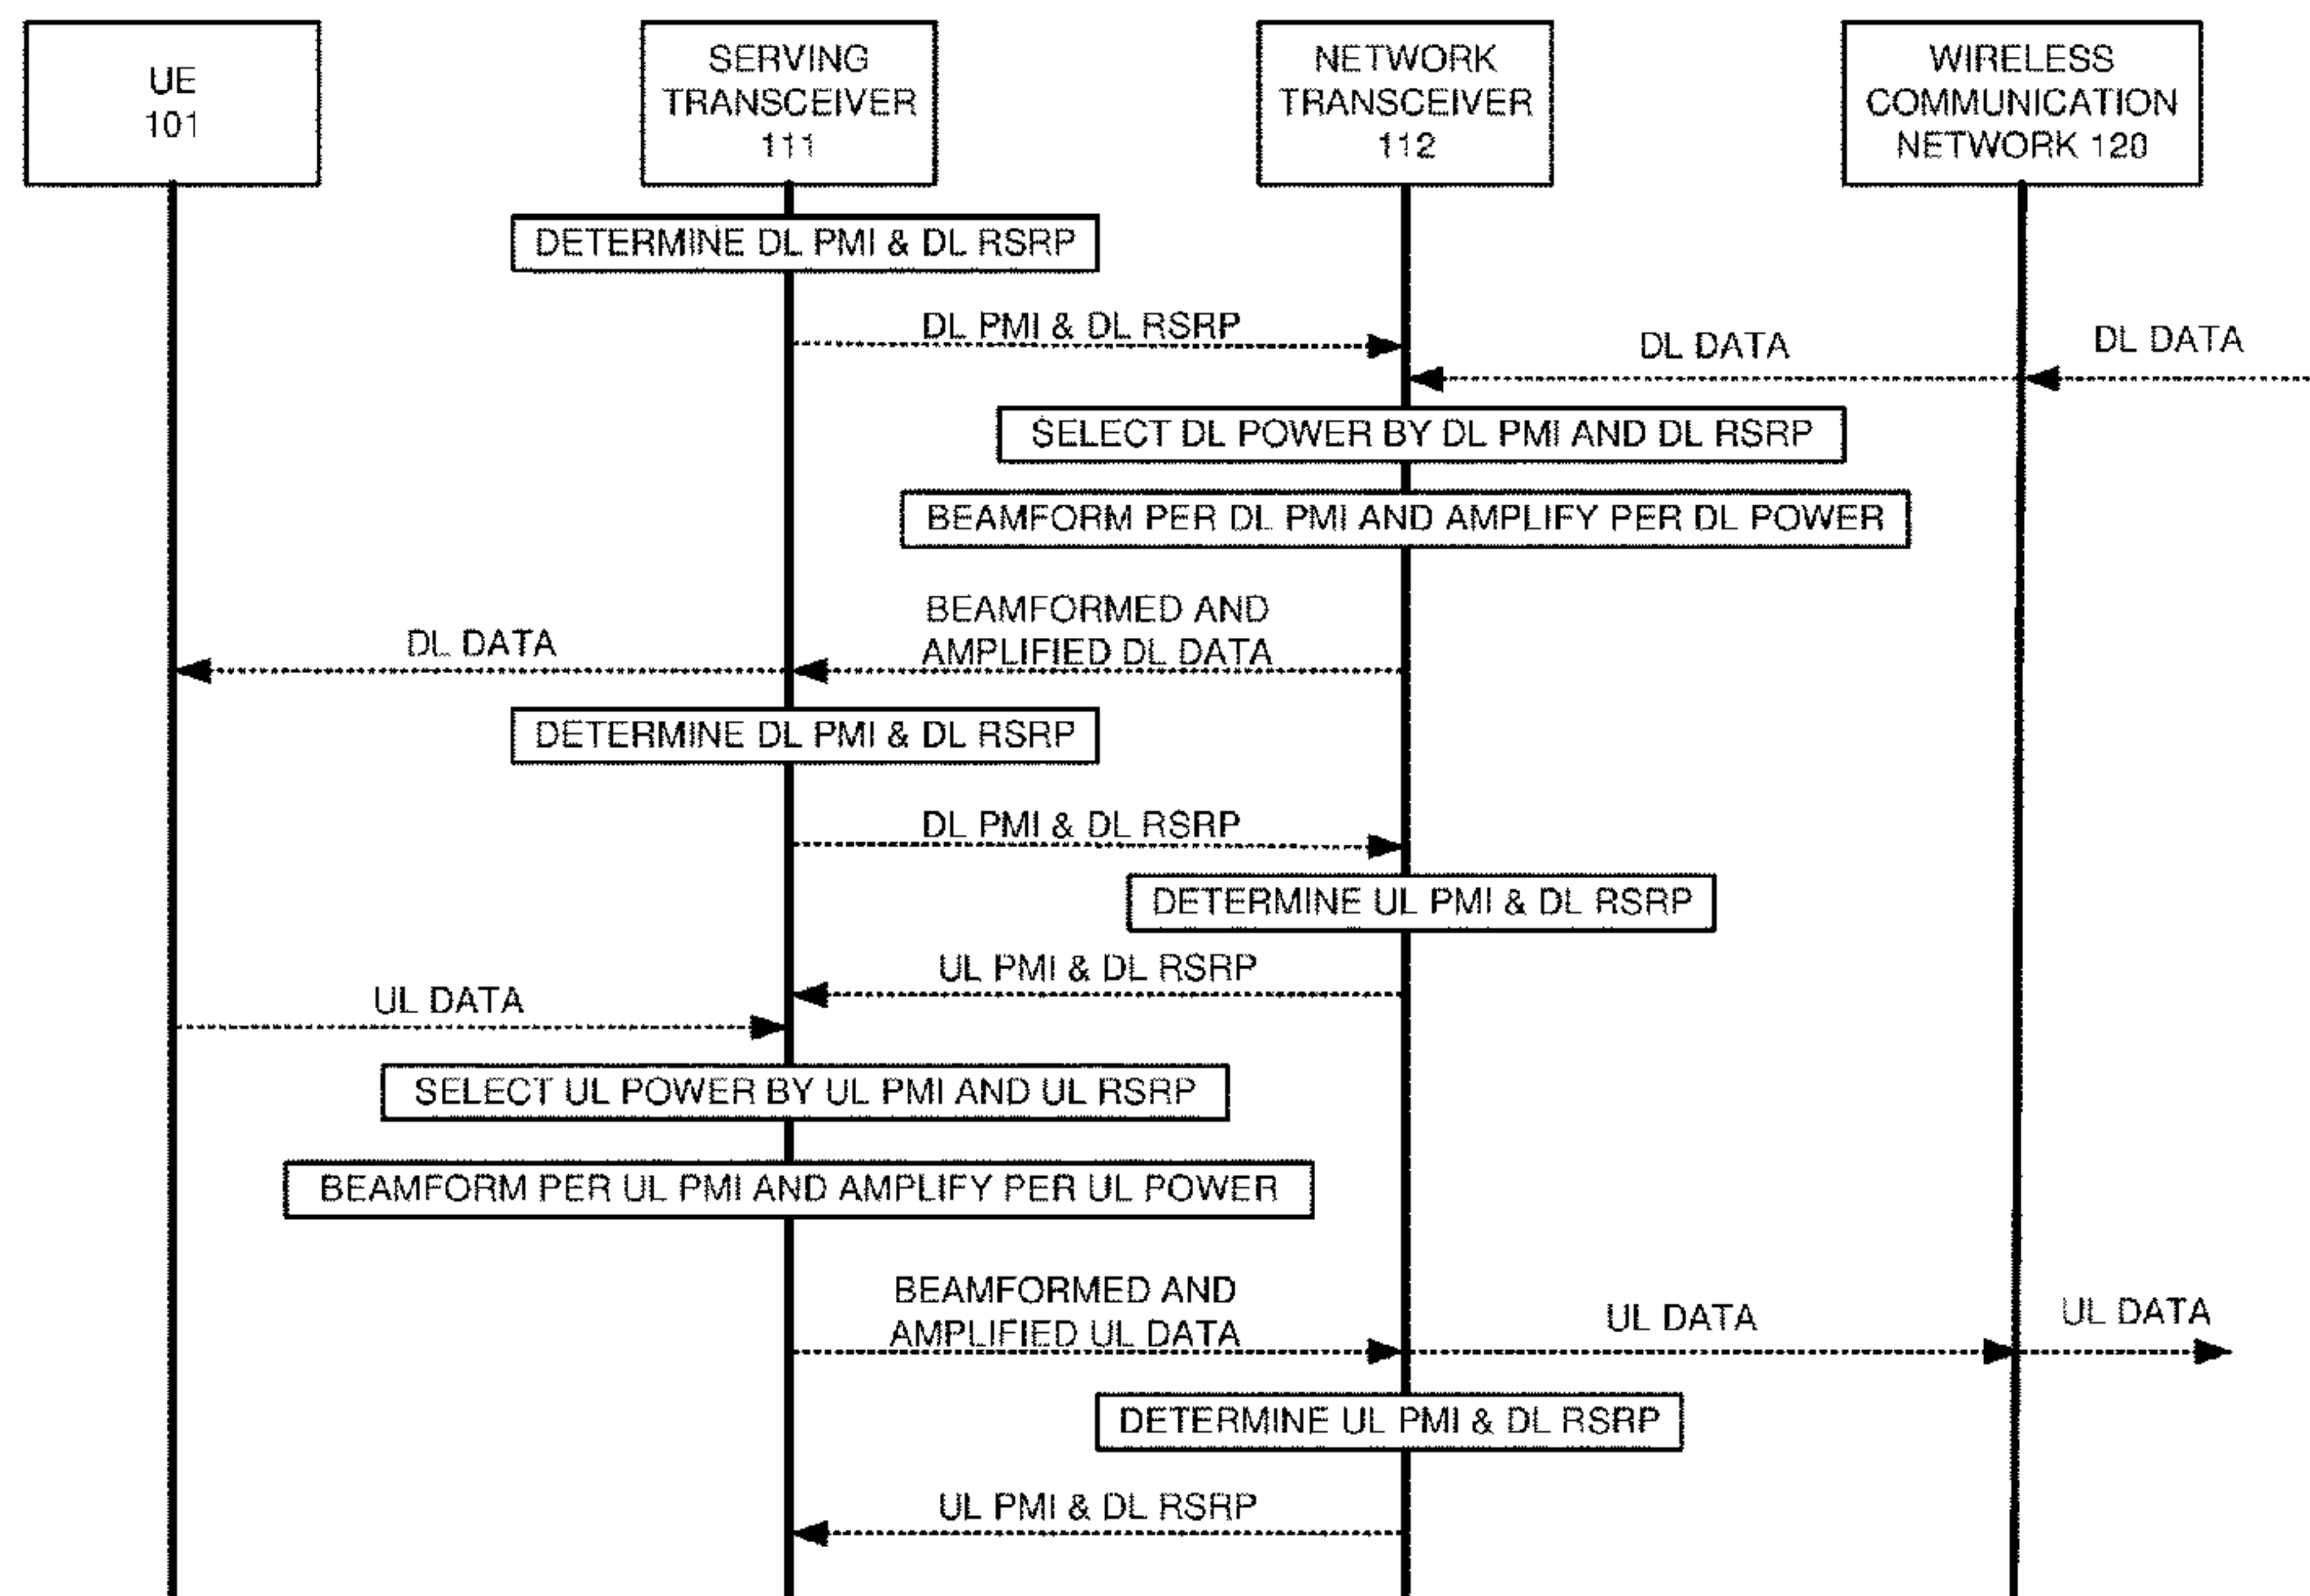 UE
101
SERVING
TRANSCEIVER
111
NETWORK
TRANSCEIVER
112
WIRELESS
COMMUNICATION
NETWORK 120
DETERMINE DL PMI & DL RSRP
DL PMI & DL RSRP
DL DATA
DL DATA
SELECT DL POWER BY DL PMI AND DL RSRP
BEAMFORM PER DL PMI AND AMPLIFY PER DL POWER
DL DATA
BEAMFORMED AND
AMPLIFIED DL DATA
DETERMINE DL PMI & DL RSRP
DL PMI & DL RSRP
DETERMINE UL PMI & DL RSRP
UL PMI & DL RSRP
UL DATA
SELECT UL POWER BY UL PMI AND UL RSRP
BEAMFORM PER UL PMI AND AMPLIFY PER UL POWER
BEAMFORMED AND
AMPLIFIED UL DATA
UL DATA
UL DATA
DETERMINE UL PMI & DL RSRP
UL PMI & DL RSRP